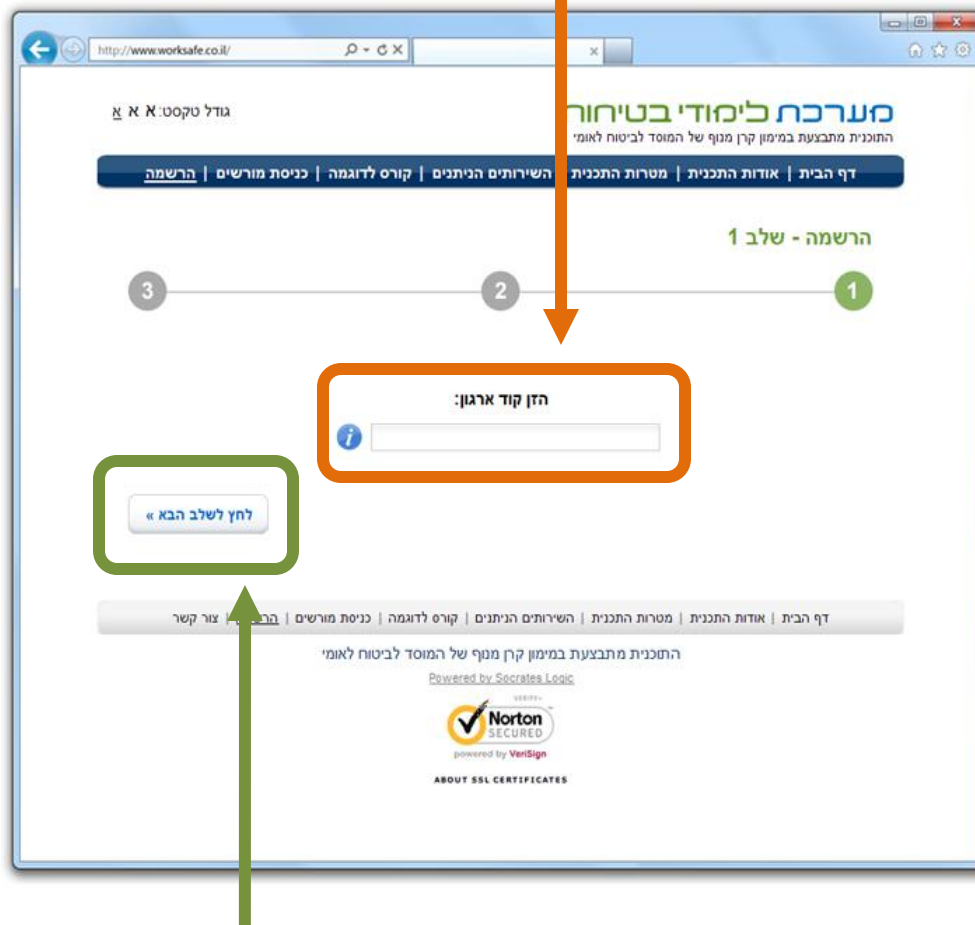 http://www.worksafe.co.il/
גודל טקסט: א א א
מערכת לימודי בטיחות
התוכנית מתבצעת במימון קרן מנוף של המוסד לביטוח לאומי
דף הבית | אודות התכנית | מטרות התכנית | השירותים הניתנים | קורס לדוגמה | כניסת מורשים | הרשמה
הרשמה - שלב 1
1 2 3
הזן קוד ארגון:
i
לחץ לשלב הבא »
דף הבית | אודות התכנית | מטרות התכנית | השירותים הניתנים | קורס לדוגמה | כניסת מורשים | | צור קשר
התוכנית מתבצעת במימון קרן מנוף של המוסד לביטוח לאומי
Powered by Socrates Logic
Norton
SECURED
powered by VeriSign
ABOUT SSL CERTIFICATES